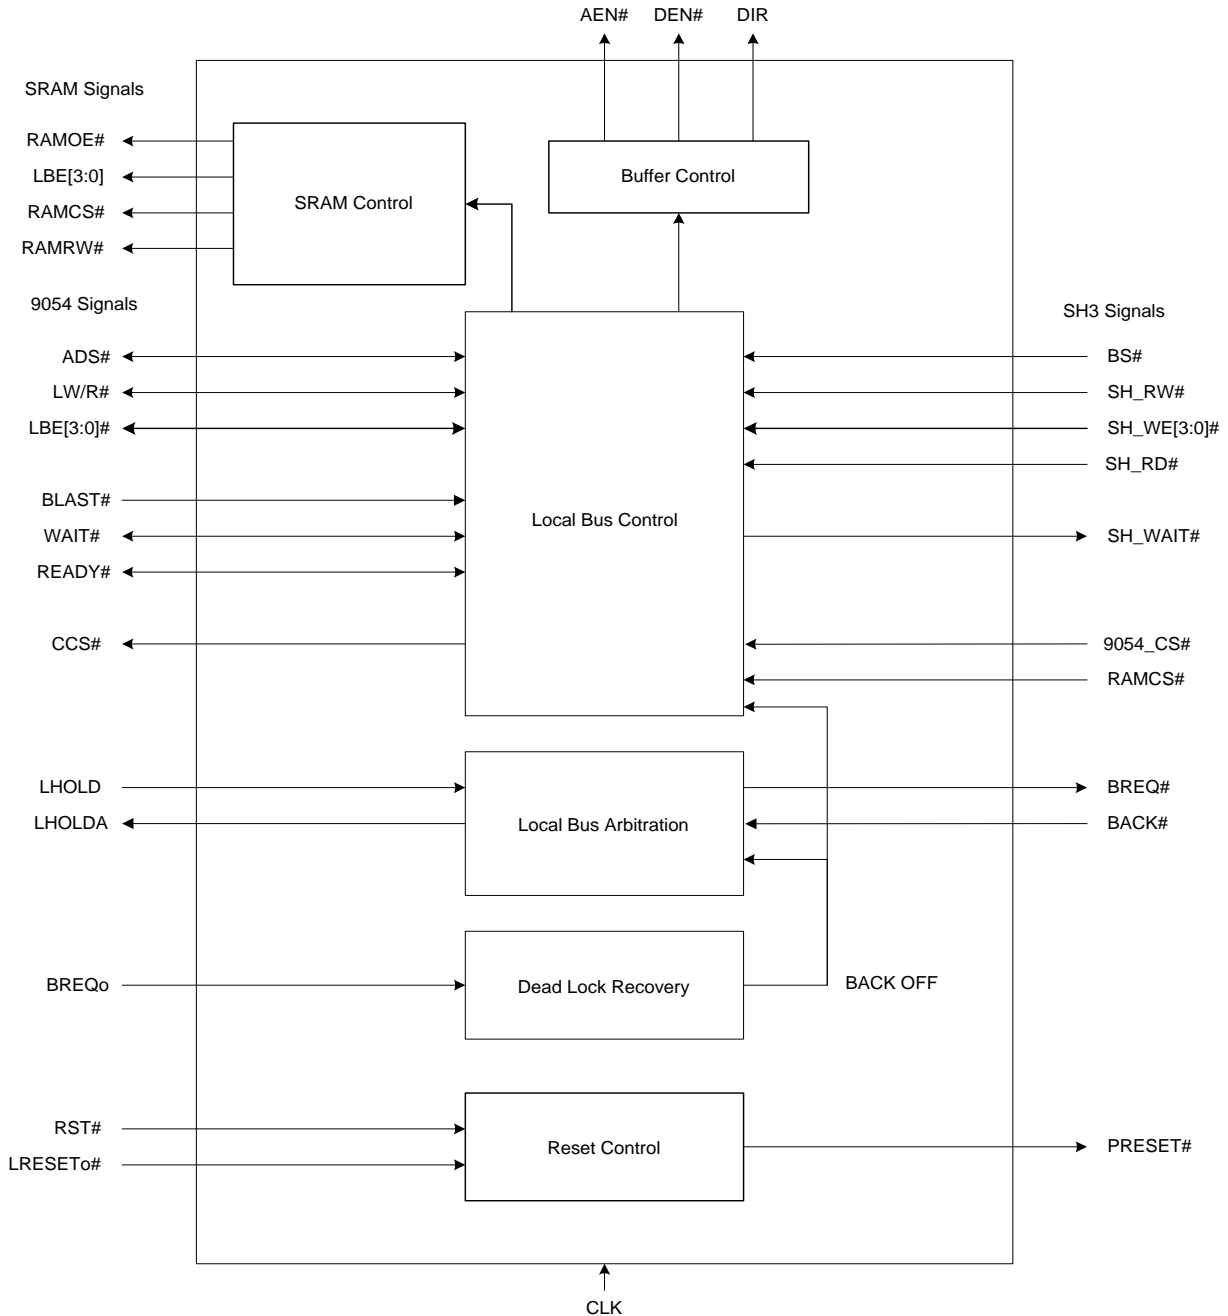 AEN# DEN# DIR
SRAM Signals
RAMOE#
LBE[3:0]
RAMCS#
RAMRW#
SRAM Control
Buffer Control
9054 Signals
SH3 Signals
ADS#
LW/R#
LBE[3:0]#
BLAST#
WAIT#
READY#
CCS#
Local Bus Control
BS#
SH_RW#
SH_WE[3:0]#
SH_RD#
SH_WAIT#
9054_CS#
RAMCS#
LHOLD
LHOLDA
Local Bus Arbitration
BREQ#
BACK#
BREQo
Dead Lock Recovery
BACK OFF
RST#
LRESETo#
Reset Control
PRESET#
CLK